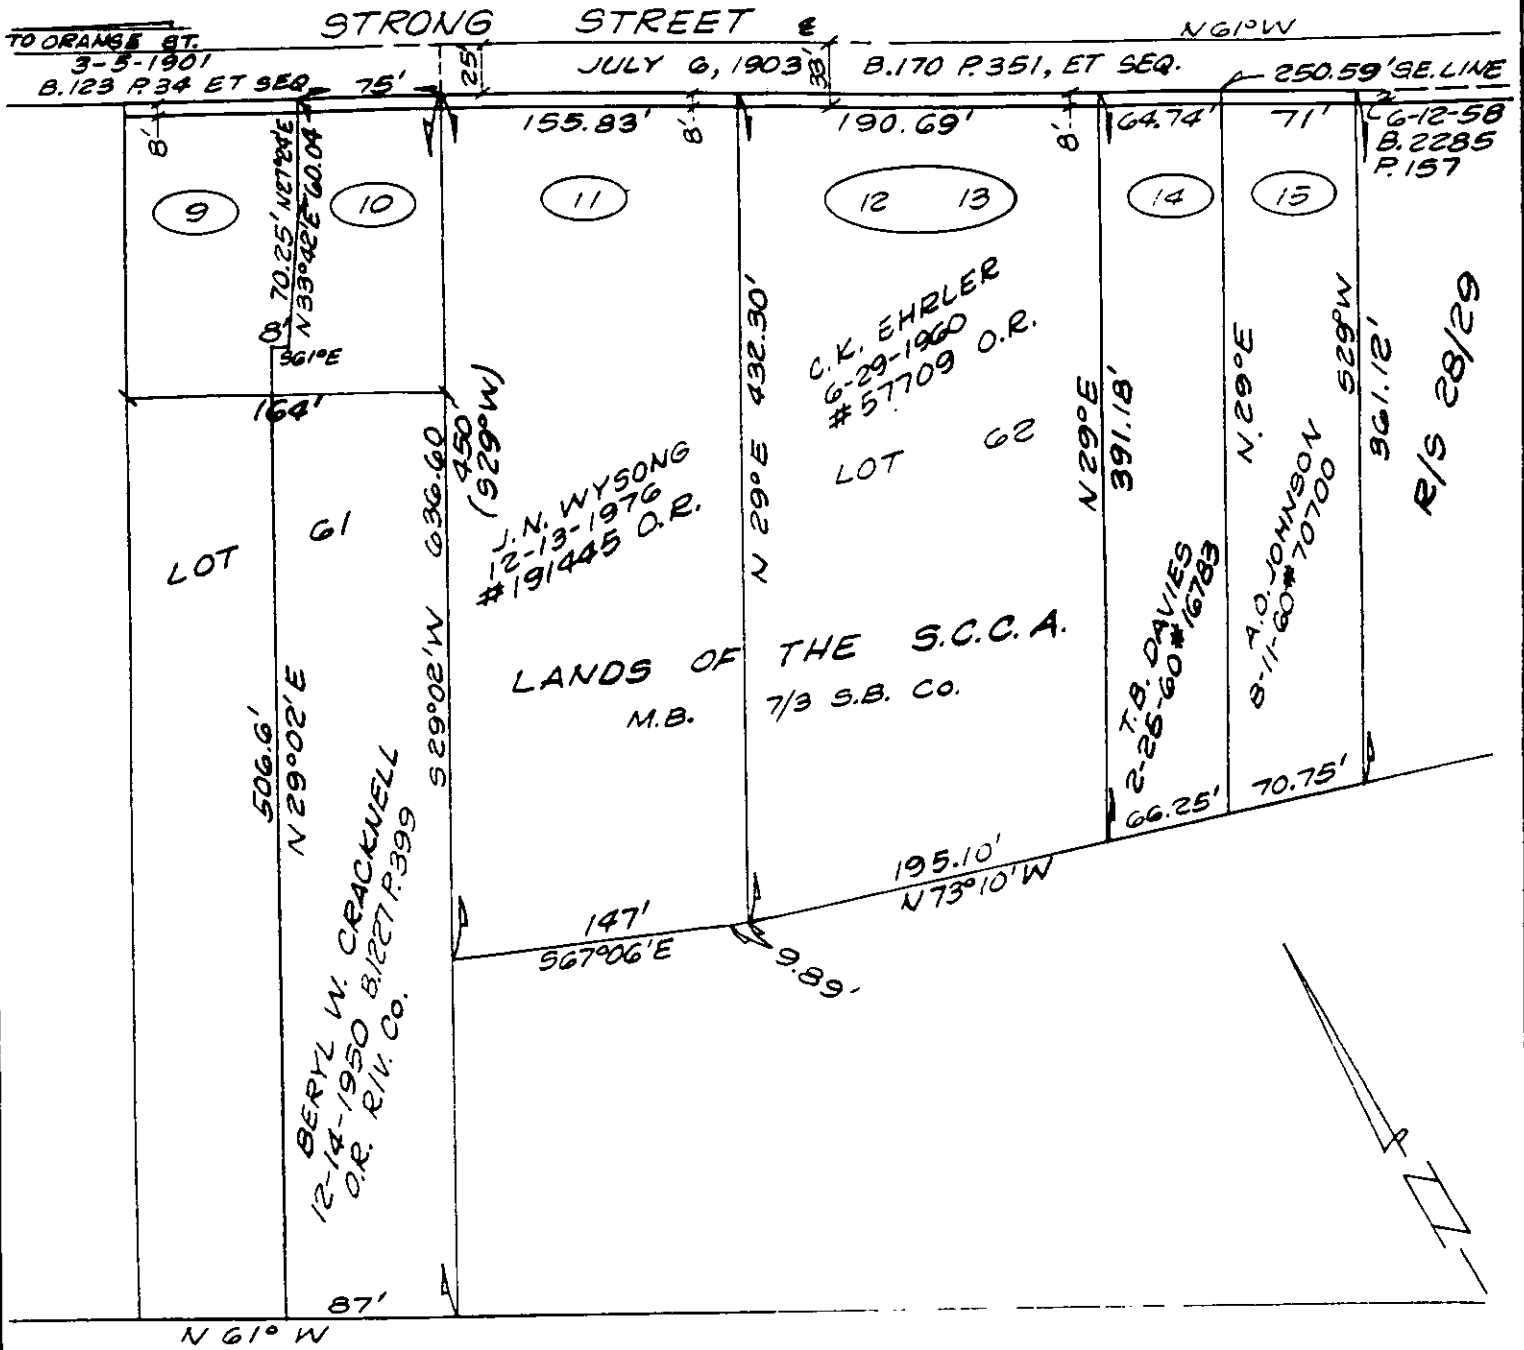 STRONG STREET ℄
N 61° W
TO ORANGE ST.
3-5-1901
B.123 P.34 ET SEQ.
75'
25'
JULY 6, 1903
33'
B.170 P.351, ET SEQ.
250.59' SE. LINE
6-12-58
B.2285
P.157
8'
155.83'
8'
190.69'
8'
64.74'
71'
9
10
11
12 13
14
15
70.25' N27°24'E
N33°42'E 60.04
8'
S61°E
164'
LOT 61
506.6'
N29°02'E
BERYL W. CRACKNELL
12-14-1950 B.1227 P.399
O.R. RIV. CO.
S29°02'W 636.60
450'
(S29°W)
J.N. WYSONG
12-13-1976
#191445 O.R.
N 29°E 432.30'
C.K. EHRLER
6-29-1960
#57709 O.R.
LOT 62
N29°E
391.18'
T.B. DAVIES
2-26-60 #16783
N.29°E
A.O. JOHNSON
8-11-60 #70700
S29°W
361.12'
R/S 28/29
LANDS OF THE S.C.C.A.
M.B. 7/3 S.B. Co.
147'
S67°06'E
9.89'
195.10'
N73°10'W
66.25'
70.75'
87'
N 61° W
N